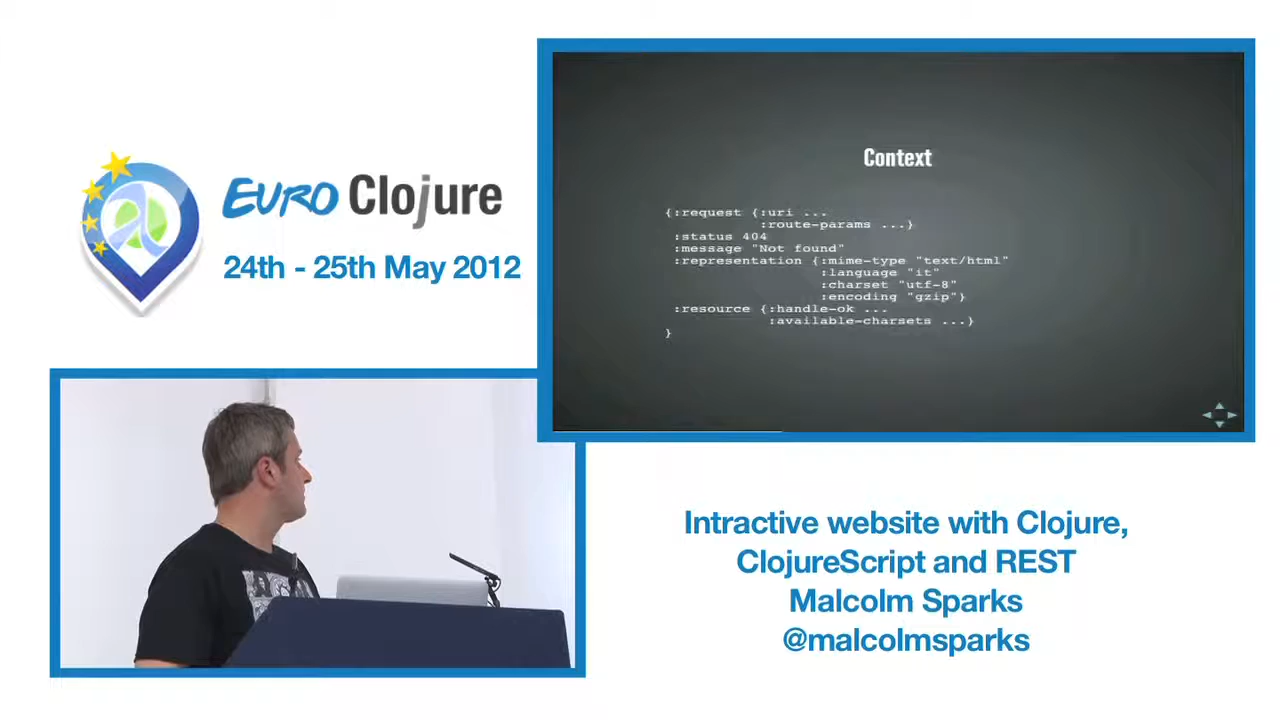 EURO Clojure
24th - 25th May 2012
Context
{:request {:uri ...
:route-params ...}
:status 404
:message "Not found"
:representation {:mime-type "text/html"
:language "it"
:charset "utf-8"
:encoding "gzip"}
:resource {:handle-ok ...
:available-charsets ...}
}
Intractive website with Clojure,
ClojureScript and REST
Malcolm Sparks
@malcolmsparks